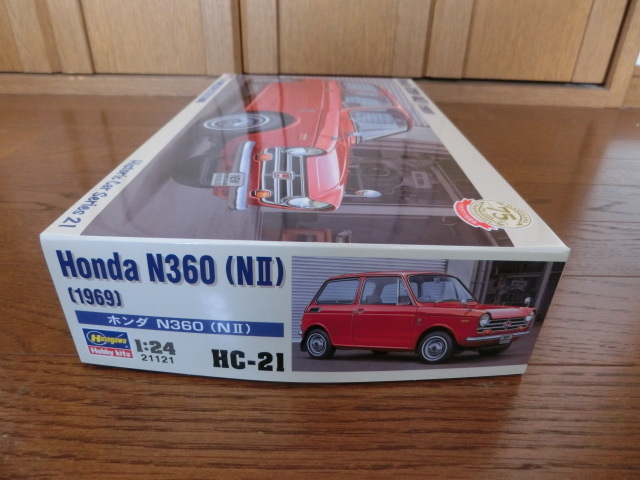 Historic Car Series 21
Honda N360 (NII)
(1969)
ホンダ N360 (NII)
Hasegawa
Hobby kits
1:24
21121
HC-21